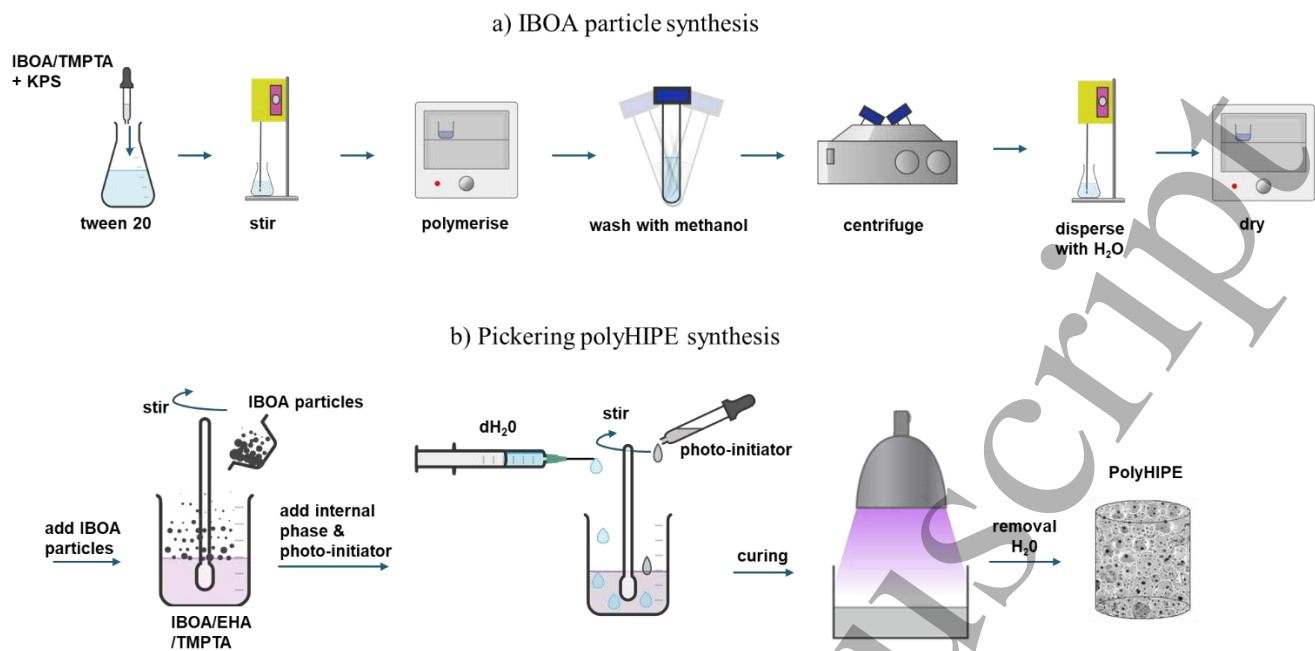 a) IBOA particle synthesis
IBOA/TMPTA
+ KPS
tween 20
stir
polymerise
wash with methanol
centrifuge
disperse
with H₂O
dry
b) Pickering polyHIPE synthesis
stir
IBOA particles
add IBOA
particles
IBOA/EHA
/TMPTA
add internal
phase &
photo-initiator
dH₂0
stir
photo-initiator
curing
removal
H₂0
PolyHIPE
uscript